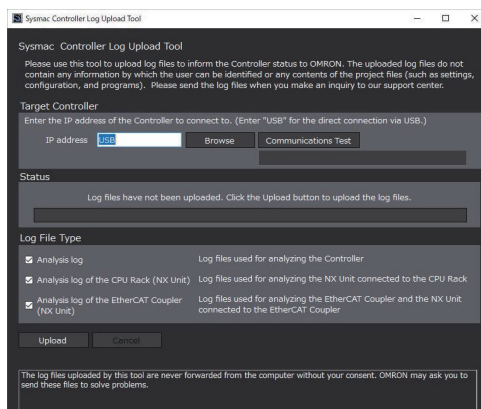 Sysmac Controller Log Upload Tool
Sysmac Controller Log Upload Tool
Please use this tool to upload log files to inform the Controller status to OMRON. The uploaded log files do not
contain any information by which the user can be identified or any contents of the project files (such as settings,
configuration, and programs). Please send the log files when you make an inquiry to our support center.
Target Controller
Enter the IP address of the Controller to connect to. (Enter "USB" for the direct connection via USB.)
IP address USB Browse Communications Test
Status
Log files have not been uploaded. Click the Upload button to upload the log files.
Log File Type
Analysis log Log files used for analyzing the Controller
Analysis log of the CPU Rack (NX Unit) Log files used for analyzing the NX Unit connected to the CPU Rack
Analysis log of the EtherCAT Coupler Log files used for analyzing the EtherCAT Coupler and the NX Unit
(NX Unit) connected to the EtherCAT Coupler
Upload Cancel
The log files uploaded by this tool are never forwarded from the computer without your consent. OMRON may ask you to
send these files to solve problems.